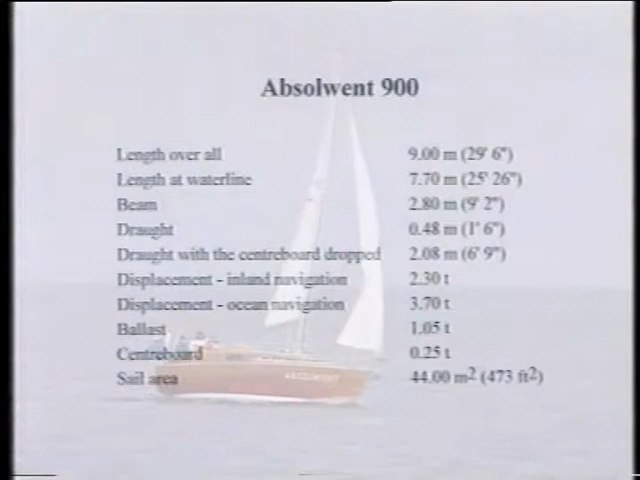 Absolwent 900
Length over all 9.00 m (29' 6")
Length at waterline 7.70 m (25' 26")
Beam 2.80 m (9' 2")
Draught 0.48 m (1' 6")
Draught with the centreboard dropped 2.08 m (6' 9")
Displacement - inland navigation 2.30 t
Displacement - ocean navigation 3.70 t
Ballast 1.05 t
Centreboard 0.25 t
Sail area 44.00 m2 (473 ft2)
ABSOLWENT